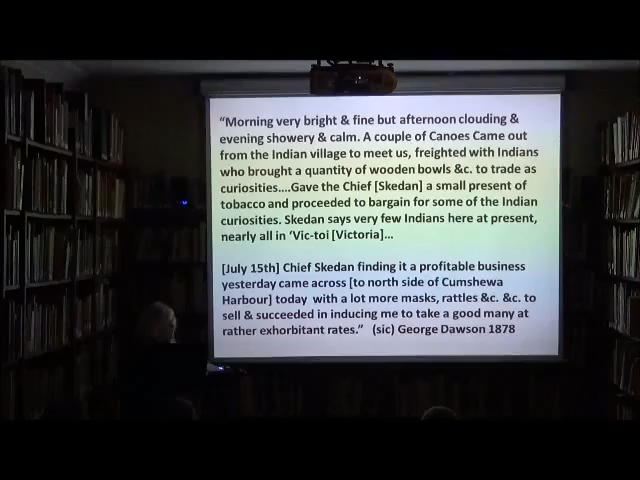 “Morning very bright & fine but afternoon clouding &
evening showery & calm. A couple of Canoes Came out
from the Indian village to meet us, freighted with Indians
who brought a quantity of wooden bowls &c. to trade as
curiosities....Gave the Chief [Skedan] a small present of
tobacco and proceeded to bargain for some of the Indian
curiosities. Skedan says very few Indians here at present,
nearly all in ‘Vic-toi [Victoria]...
[July 15th] Chief Skedan finding it a profitable business
yesterday came across [to north side of Cumshewa
Harbour] today with a lot more masks, rattles &c. &c. to
sell & succeeded in inducing me to take a good many at
rather exhorbitant rates.” (sic) George Dawson 1878